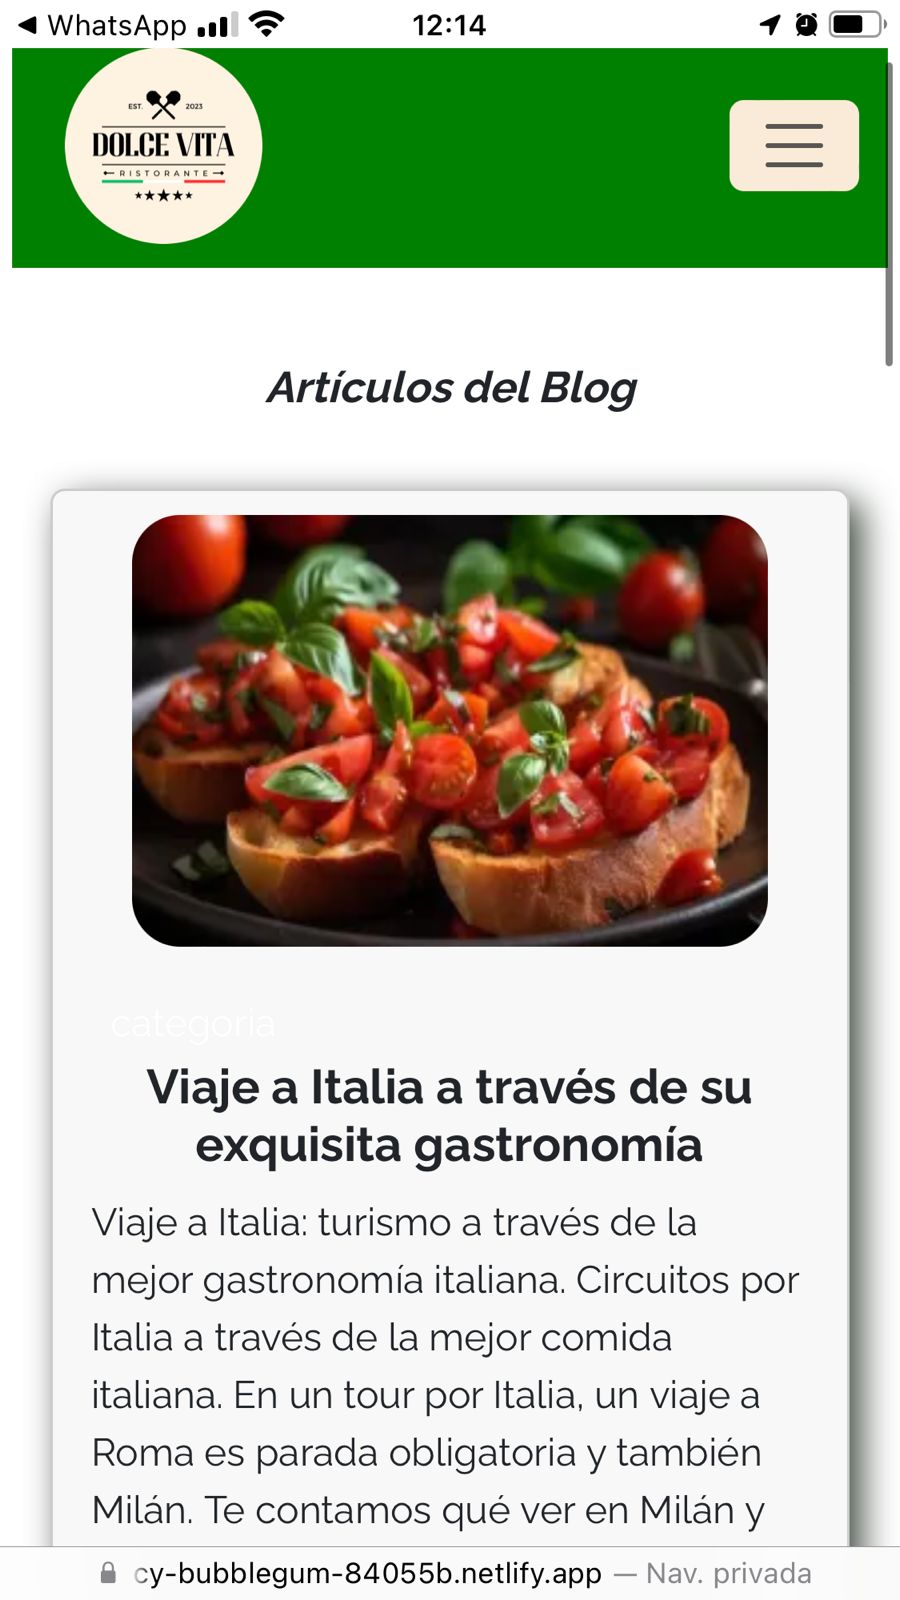 WhatsApp
12:14
EST. 2023
DOLCE VITA
RISTORANTE
Artículos del Blog
categoria
Viaje a Italia a través de su
exquisita gastronomía
Viaje a Italia: turismo a través de la
mejor gastronomía italiana. Circuitos por
Italia a través de la mejor comida
italiana. En un tour por Italia, un viaje a
Roma es parada obligatoria y también
Milán. Te contamos qué ver en Milán y
cy-bubblegum-84055b.netlify.app — Nav. privada